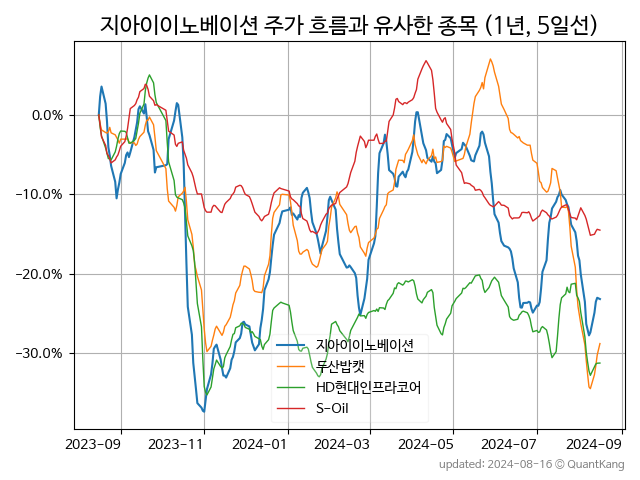 지아이이노베이션 주가 흐름과 유사한 종목 (1년, 5일선)
0.0%
-10.0%
-20.0%
-30.0%
지아이이노베이션
두산밥캣
HD현대인프라코어
S-Oil
2023-09 2023-11 2024-01 2024-03 2024-05 2024-07 2024-09
updated: 2024-08-16 © QuantKang